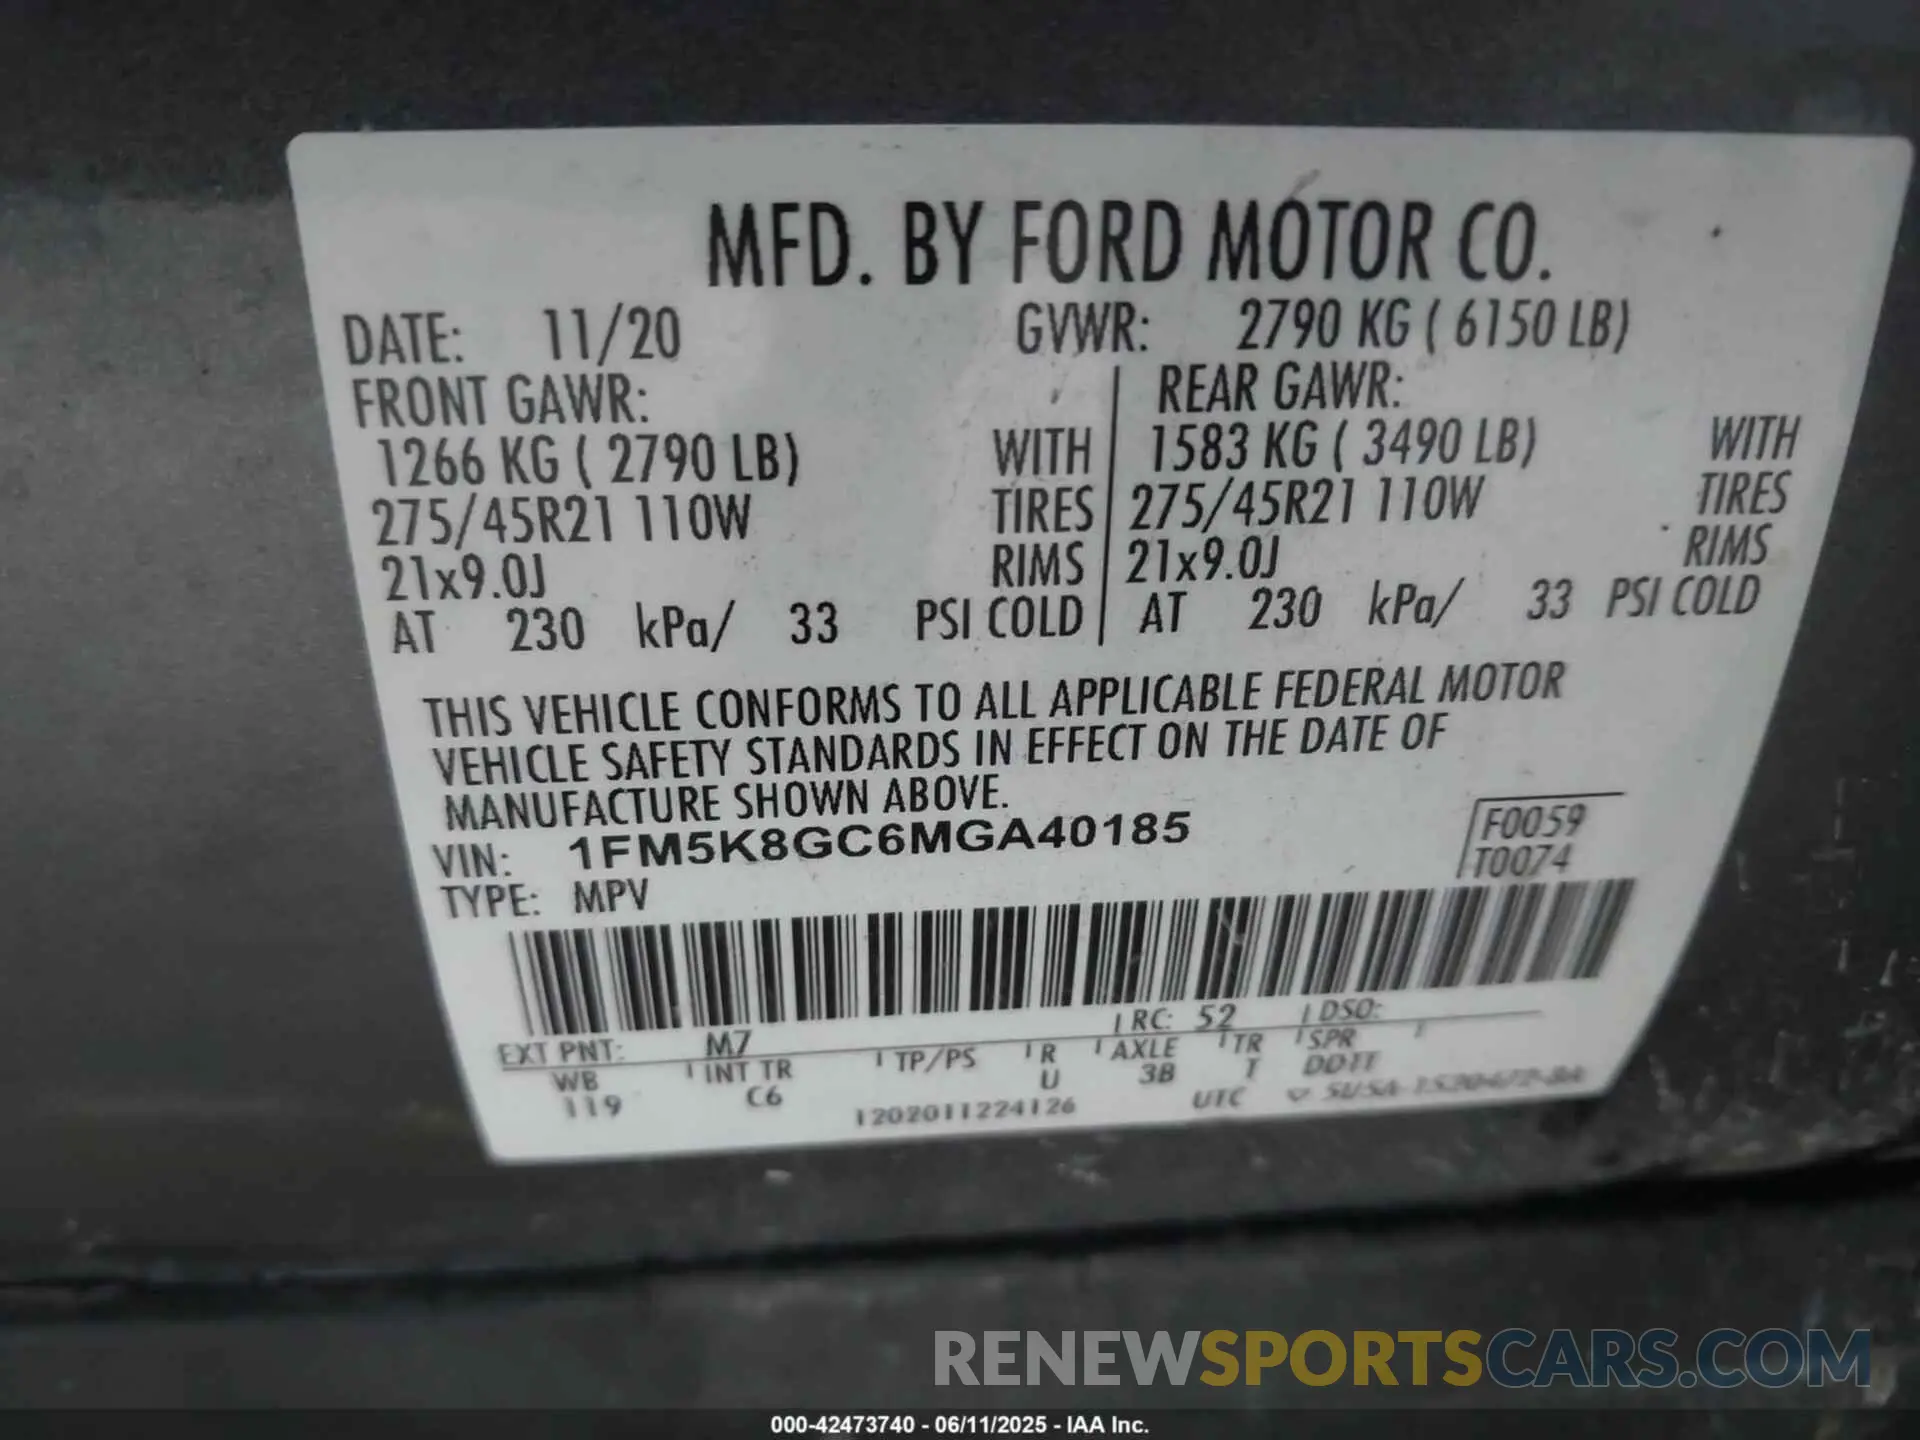 MFD. BY FORD MOTOR CO.
DATE: 11/20 GVWR: 2790 KG ( 6150 LB)
FRONT GAWR: REAR GAWR:
1266 KG ( 2790 LB) WITH 1583 KG ( 3490 LB) WITH
275/45R21 110W TIRES 275/45R21 110W TIRES
21x9.0J RIMS 21x9.0J RIMS
AT 230 kPa/ 33 PSI COLD AT 230 kPa/ 33 PSI COLD
THIS VEHICLE CONFORMS TO ALL APPLICABLE FEDERAL MOTOR
VEHICLE SAFETY STANDARDS IN EFFECT ON THE DATE OF
MANUFACTURE SHOWN ABOVE.
VIN: 1FM5K8GC6MGA40185
F0059
T0074
TYPE: MPV
EXT PNT: M7 RC: 52 DSO:
WB INT TR TP/PS R AXLE TR SPR
119 C6 U 3B T
1202011224126 UTC
RENEWSPORTSCARS.COM
000-42473740 - 06/11/2025 - IAA Inc.